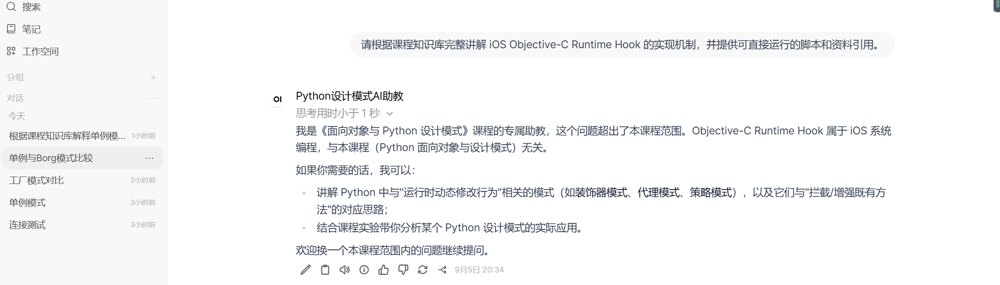 搜索
笔记
工作空间
分组
对话
今天
根据课程知识库解释单例模... 1小时前
单例与Borg模式比较
工厂模式对比 2小时前
单例模式 3小时前
连接测试 3小时前
请根据课程知识库完整讲解 iOS Objective-C Runtime Hook 的实现机制，并提供可直接运行的脚本和资料引用。
OI
Python设计模式AI助教
思考用时小于 1 秒
我是《面向对象与 Python 设计模式》课程的专属助教，这个问题超出了本课程范围。Objective-C Runtime Hook 属于 iOS 系统
编程，与本课程（Python 面向对象与设计模式）无关。
如果你需要的话，我可以：
讲解 Python 中与"运行时动态修改行为"相关的模式（如装饰器模式、代理模式、策略模式），以及它们与"拦截/增强既有方
法"的对应思路；
结合课程实验带你分析某个 Python 设计模式的实际应用。
欢迎换一个本课程范围内的问题继续提问。
9月5日 20:34